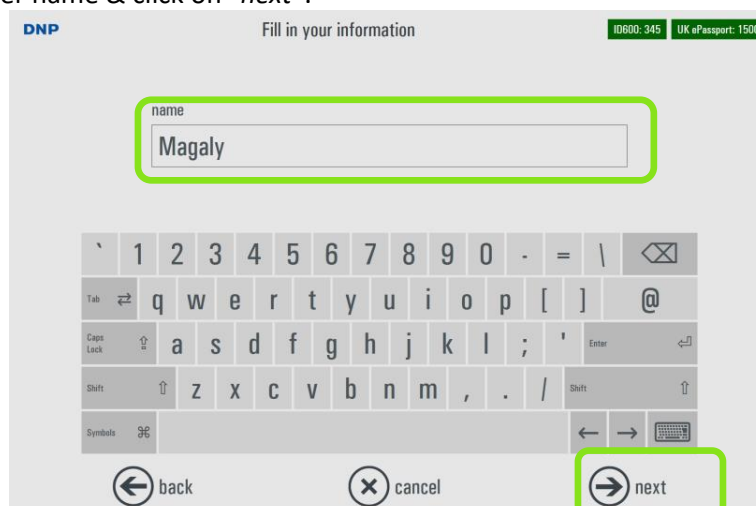 er name & click on "next".
DNP Fill in your information ID600: 345 UK ePassport: 1500
name
Magaly
` 1 2 3 4 5 6 7 8 9 0 - = \
Tab q w e r t y u i o p [ ] @
Caps Lock a s d f g h j k l ; ' Enter
Shift z x c v b n m , . / Shift
Symbols
back cancel next